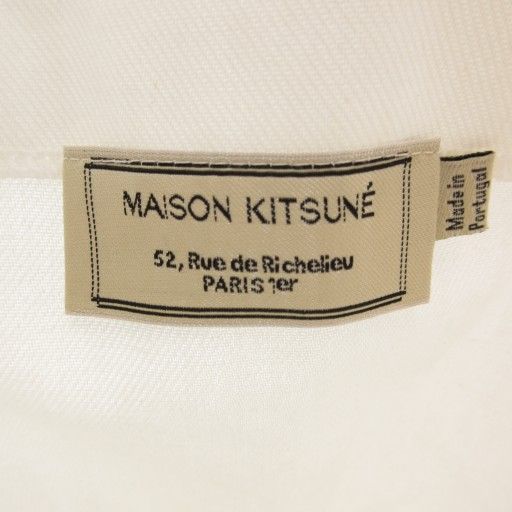 MAISON KITSUNÉ
52, Rue de Richelieu
PARIS 1er
Made in
Portugal